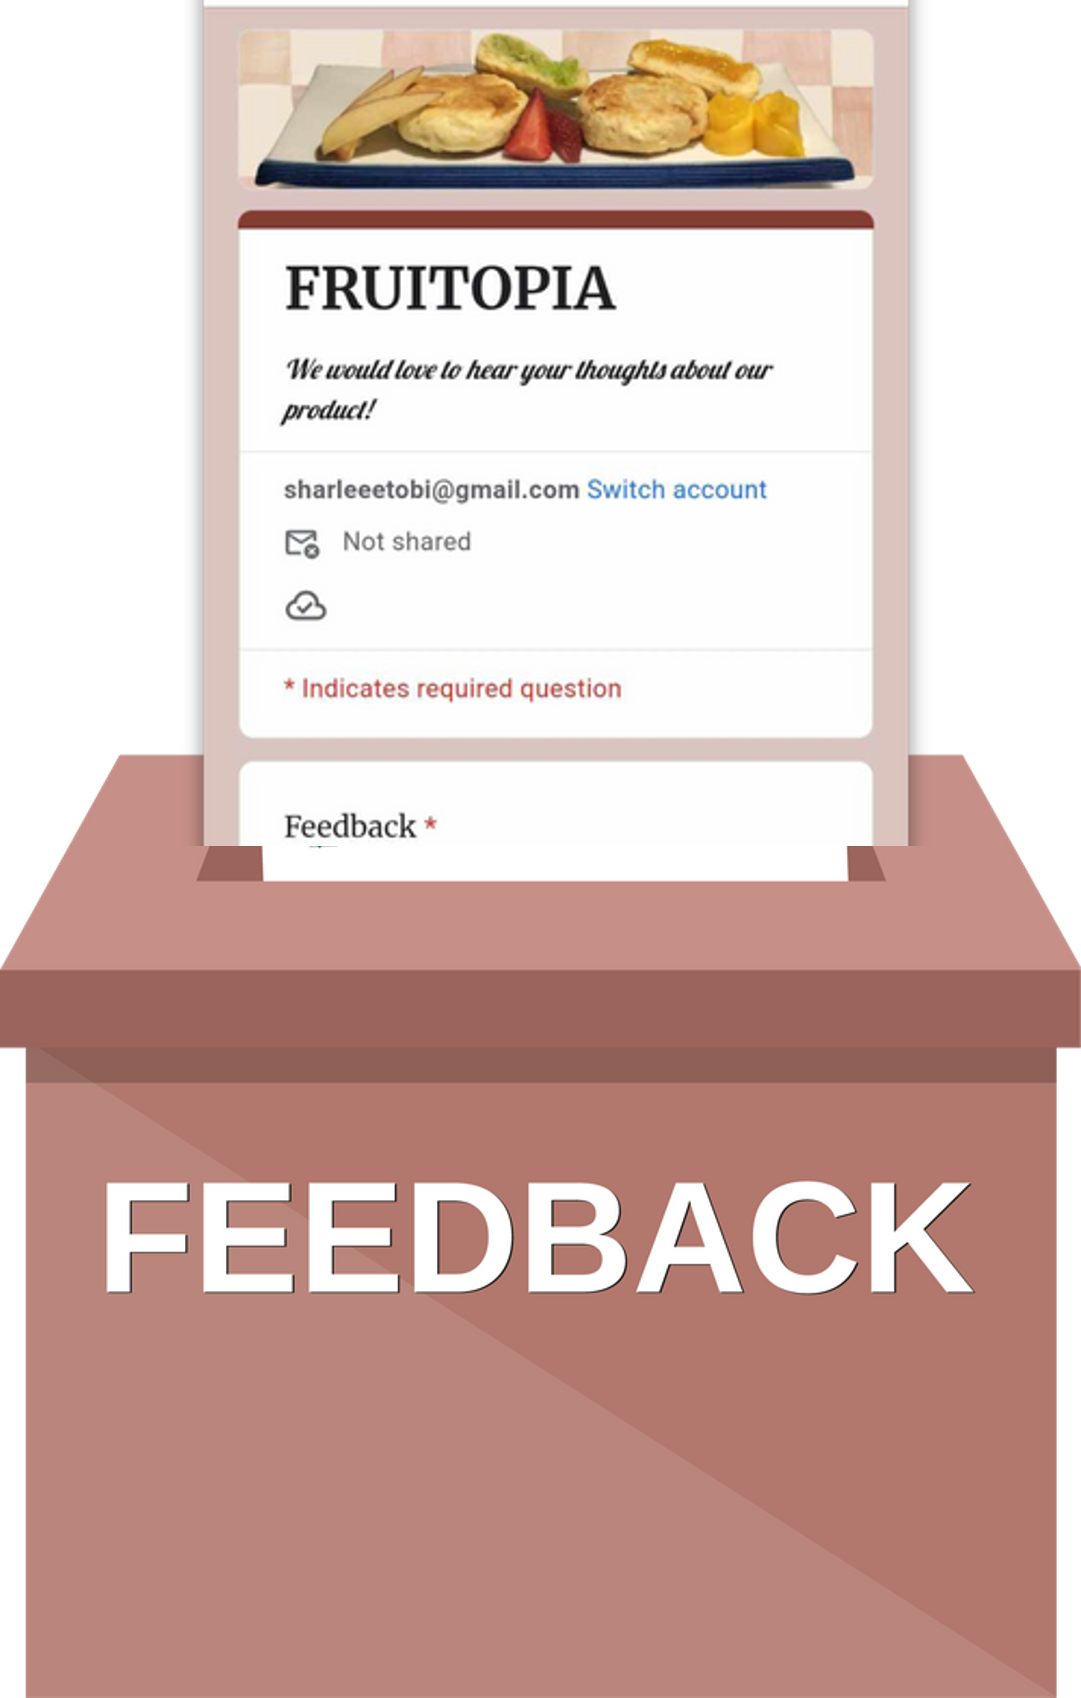 FRUITOPIA
We would love to hear your thoughts about our
product!
sharleeetobi@gmail.com Switch account
Not shared
* Indicates required question
Feedback *
FEEDBACK